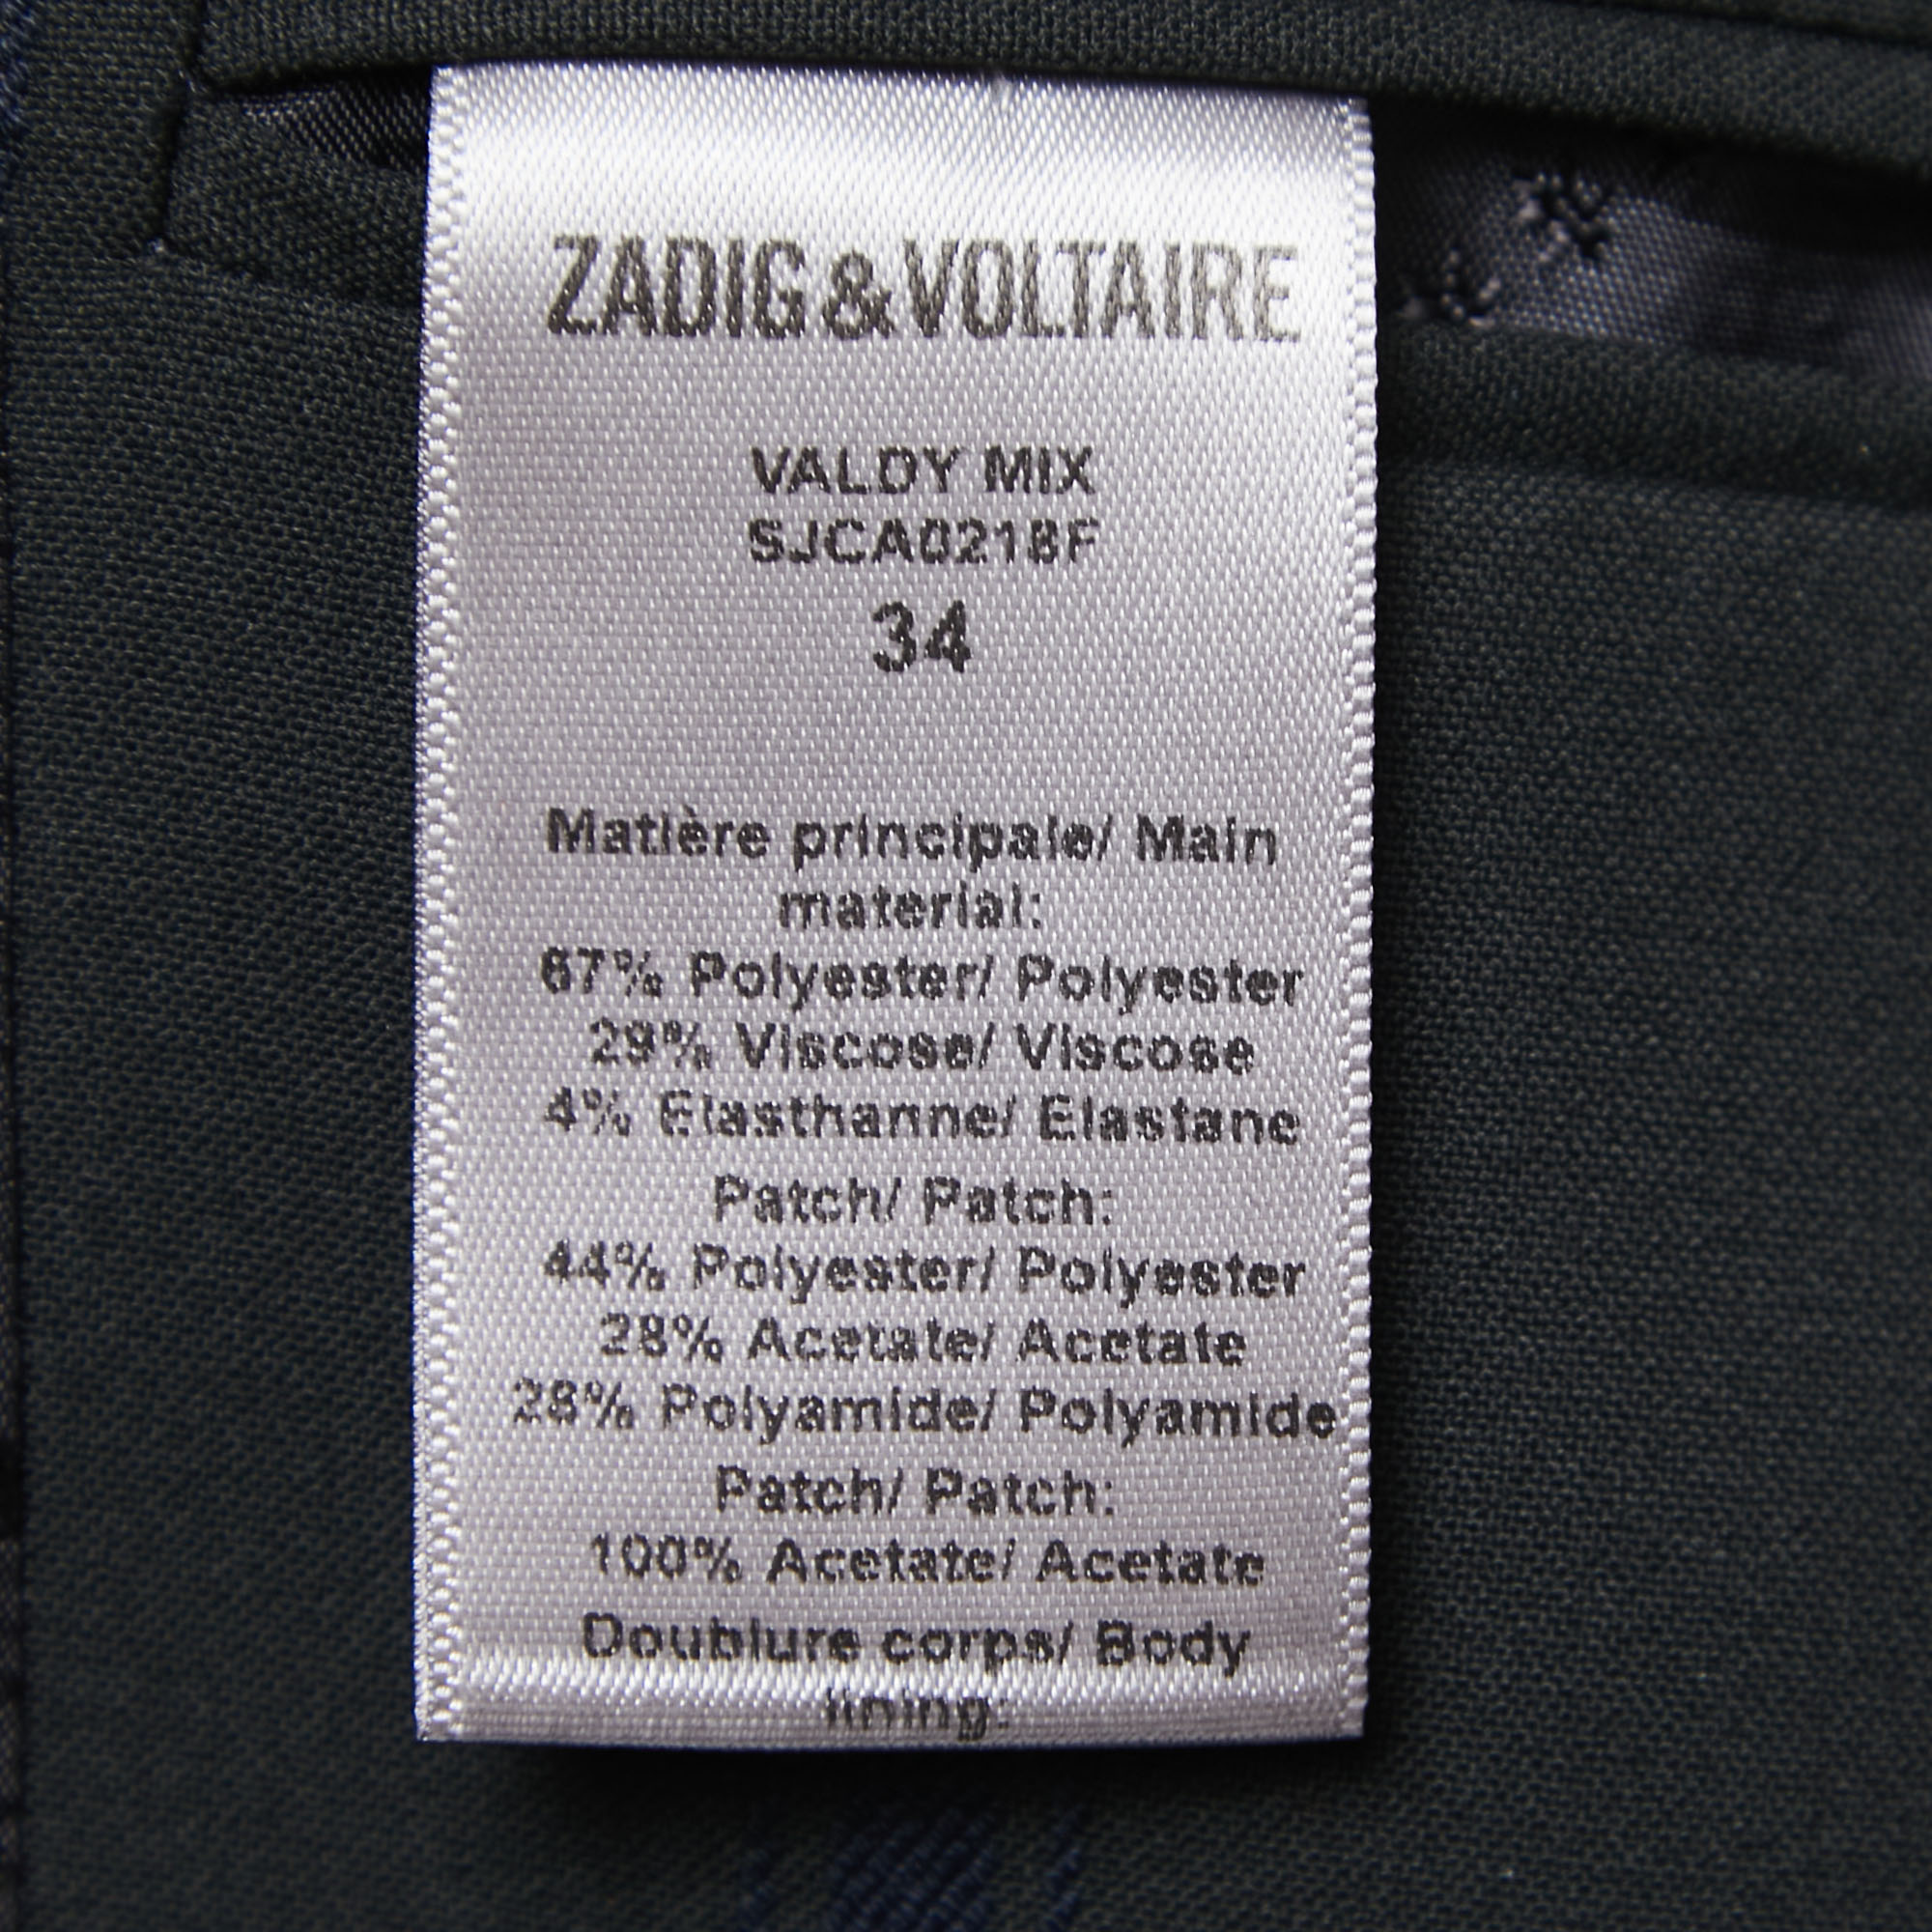 ZADIG&VOLTAIRE
VALDY MIX
SJCA0218F
34
Matière principale/ Main
material:
67% Polyester/ Polyester
29% Viscose/ Viscose
4% Elasthanne/ Elastane
Patch/ Patch:
44% Polyester/ Polyester
28% Acetate/ Acetate
28% Polyamide/ Polyamide
Patch/ Patch:
100% Acetate/ Acetate
Doublure corps/ Body
lining: